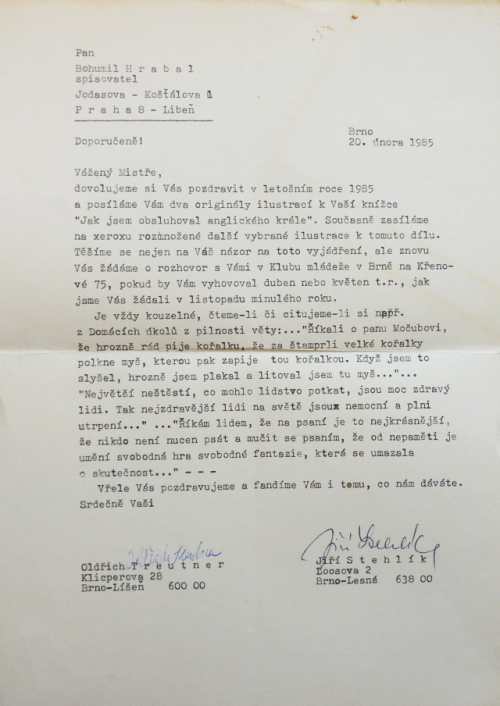 Pan
Bohumil H r a b a l
spisovatel
Jodasova - Koštálova 1
P r a h a 8 - Libeň
Doporučeně!
Brno
20. února 1985
Vážený Mistře,
dovolujeme si Vás pozdravit v letošním roce 1985
a posíláme Vám dva originály ilustrací k Vaší knížce
"Jak jsem obsluhoval anglického krále". Současně zasíláme
na xeroxu rozmnožené další vybrané ilustrace k tomuto dílu.
Těšíme se nejen na Váš názor na toto vyjádření, ale znovu
Vás žádáme o rozhovor s Vámi v Klubu mládeže v Brně na Křeno-
vé 75, pokud by Vám vyhovoval duben nebo květen t.r., jak
jsme Vás žádali v listopadu minulého roku.
Je vždy kouzelné, čteme-li či citujeme-li si např.
z Domácích úkolů z pilnosti věty:..."Říkali o panu Močubovi,
že hrozně rád pije kořalku, že za štamprli velké kořalky
polkne myš, kterou pak zapije tou kořalkou. Když jsem to
slyšel, hrozně jsem plakal a litoval jsem tu myš..."...
"Největší neštěstí, co mohlo lidstvo potkat, jsou moc zdravý
lidi. Tak nejzdravější lidi na světě jsoux nemocní a plni
utrpení..." ..."Říkám lidem, že na psaní je to nejkrásnější,
že nikdo není nucen psát a mučit se psaním, že od nepaměti je
umění svobodná hra svobodné fantazie, která se umazala
o skutečnost..." - - -
Vřele Vás pozdravujeme a fandíme Vám i temu, co nám dáváte.
Srdečně Vaši
Jiří Stehlík
Oldřich T r e u t n e r
Klicperova 28
Brno-Líšeň 600 00
Jiří S t e h l í k
Loosova 2
Brno-Lesná 638 00